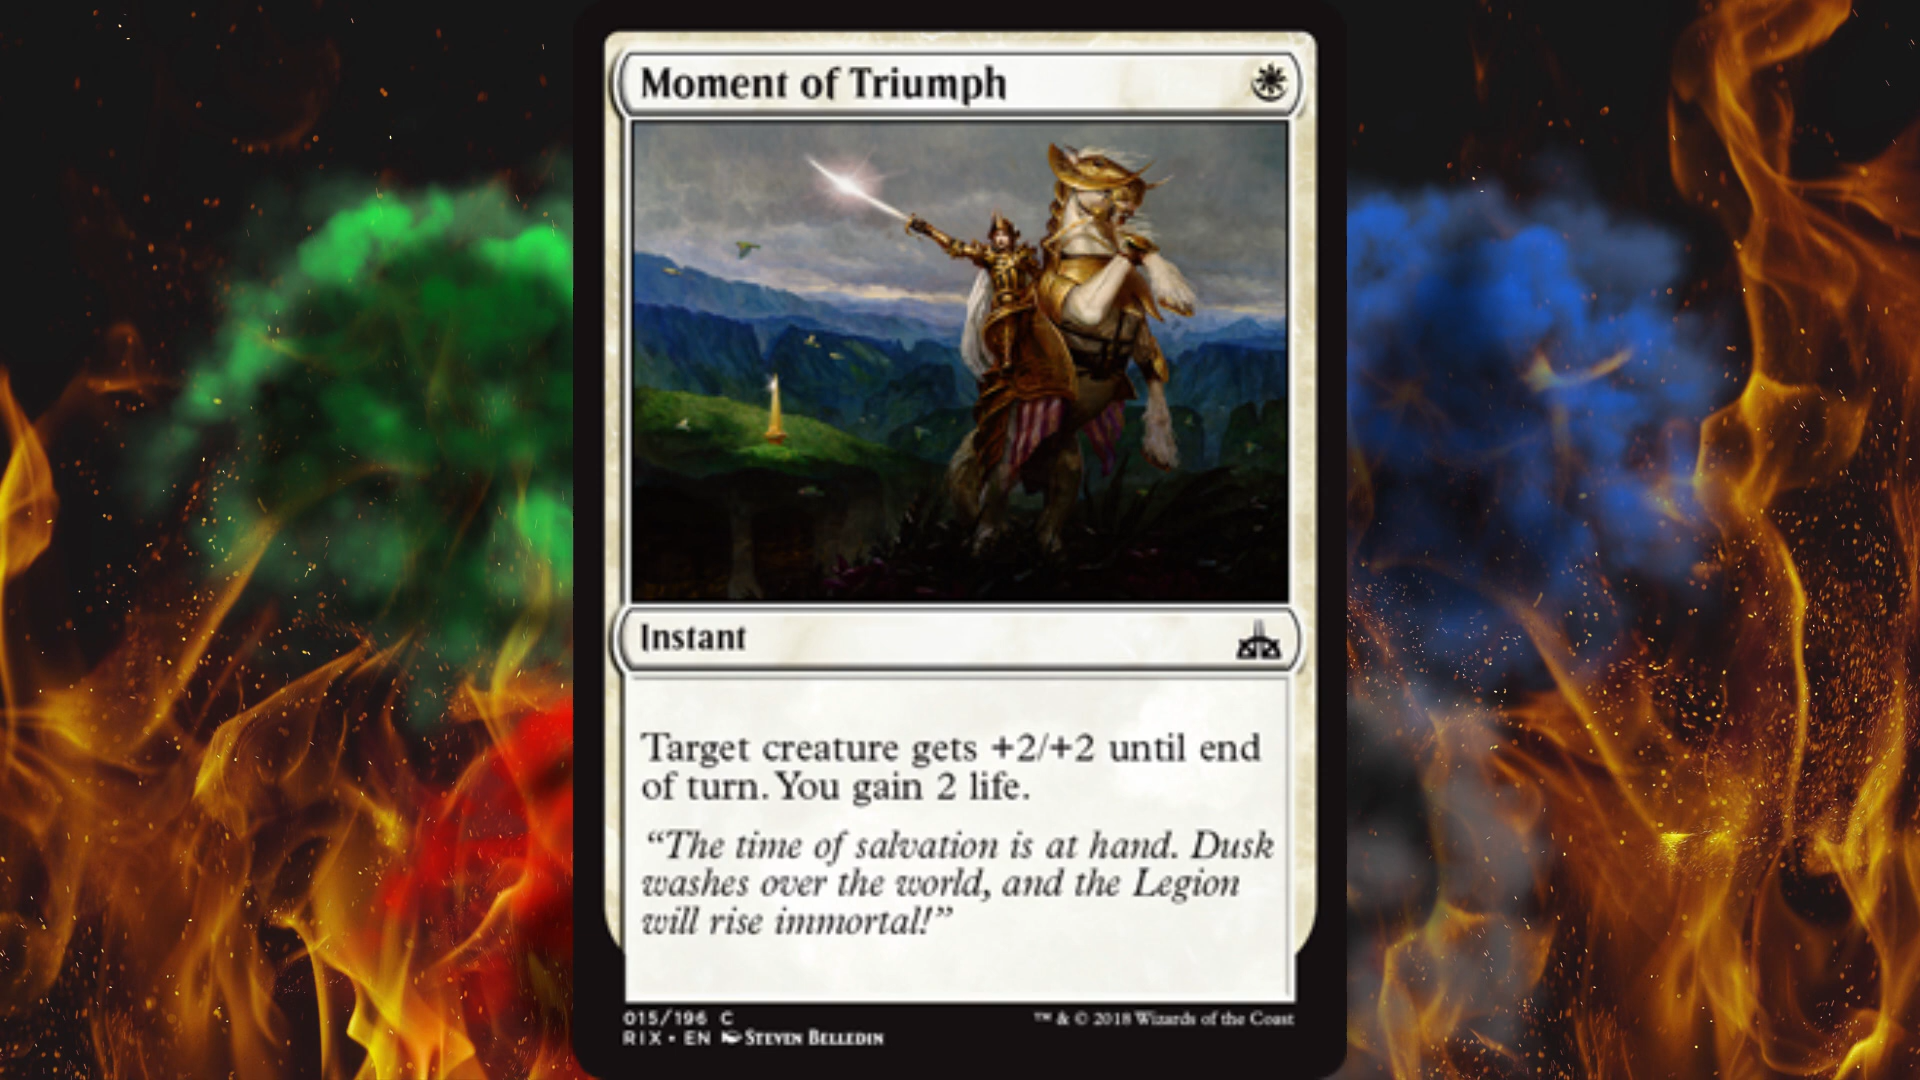 Moment of Triumph
Instant
Target creature gets +2/+2 until end
of turn. You gain 2 life.
“The time of salvation is at hand. Dusk
washes over the world, and the Legion
will rise immortal!”
015/196 C
RIX • EN Steven Belledin
™ & © 2018 Wizards of the Coast